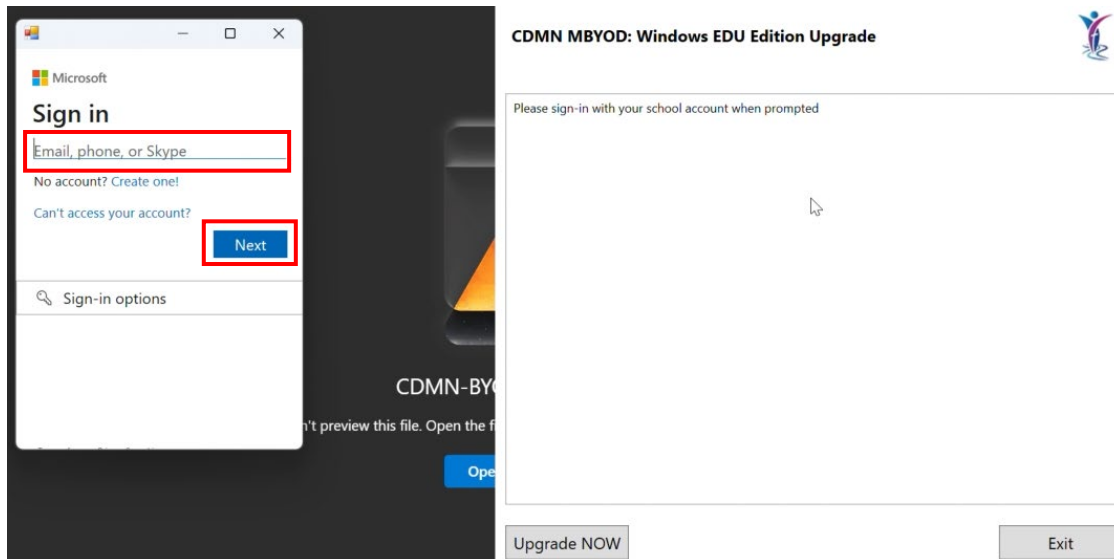 Microsoft
Sign in
Email, phone, or Skype
No account? Create one!
Can't access your account?
Next
Sign-in options
CDMN-BY
n't preview this file. Open the f
Ope
CDMN MBYOD: Windows EDU Edition Upgrade
Please sign-in with your school account when prompted
Upgrade NOW
Exit